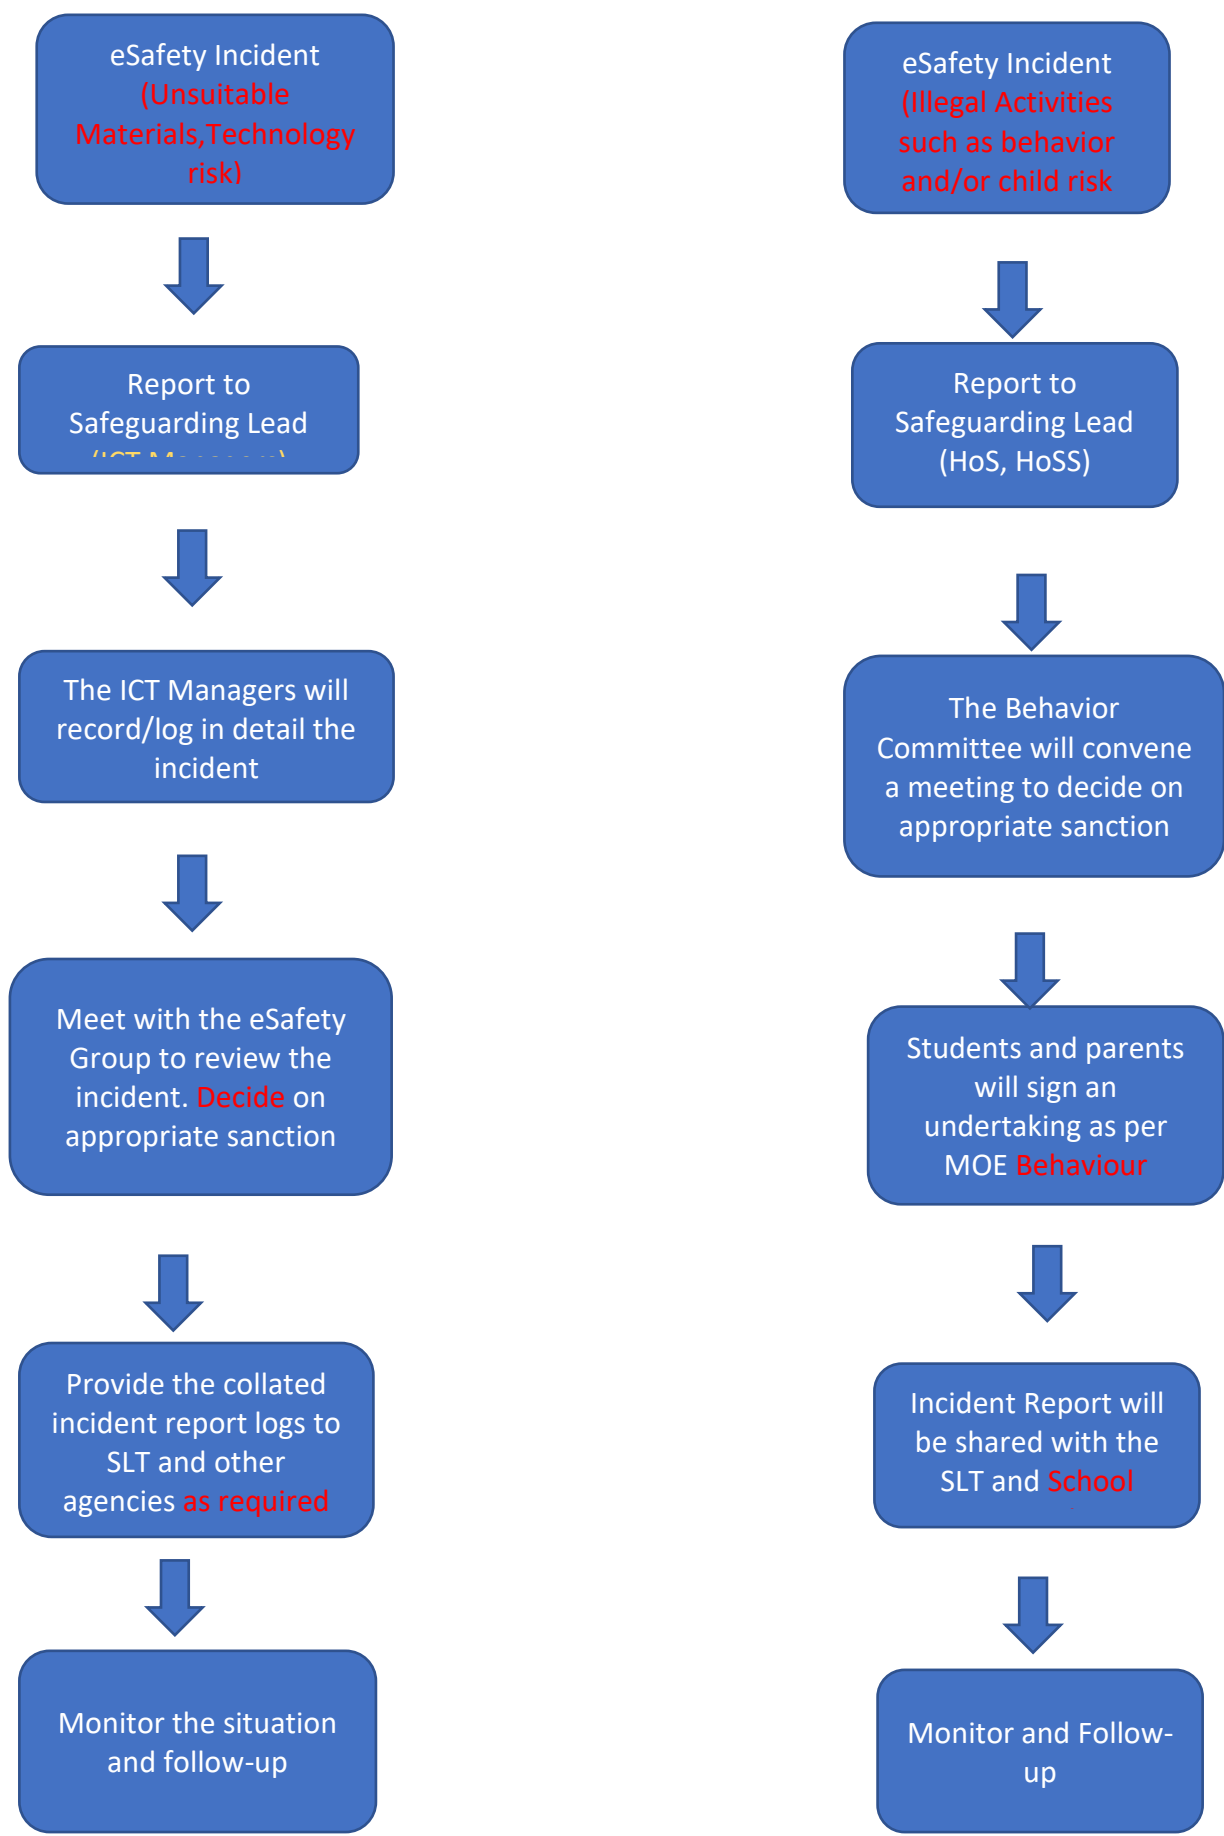 eSafety Incident
(Unsuitable
Materials,Technology
risk)
Report to
Safeguarding Lead
(ICT Managers)
The ICT Managers will
record/log in detail the
incident
Meet with the eSafety
Group to review the
incident. Decide on
appropriate sanction
Provide the collated
incident report logs to
SLT and other
agencies as required
Monitor the situation
and follow-up
eSafety Incident
(Illegal Activities
such as behavior
and/or child risk
Report to
Safeguarding Lead
(HoS, HoSS)
The Behavior
Committee will convene
a meeting to decide on
appropriate sanction
Students and parents
will sign an
undertaking as per
MOE Behaviour
Incident Report will
be shared with the
SLT and School
Monitor and Follow-
up